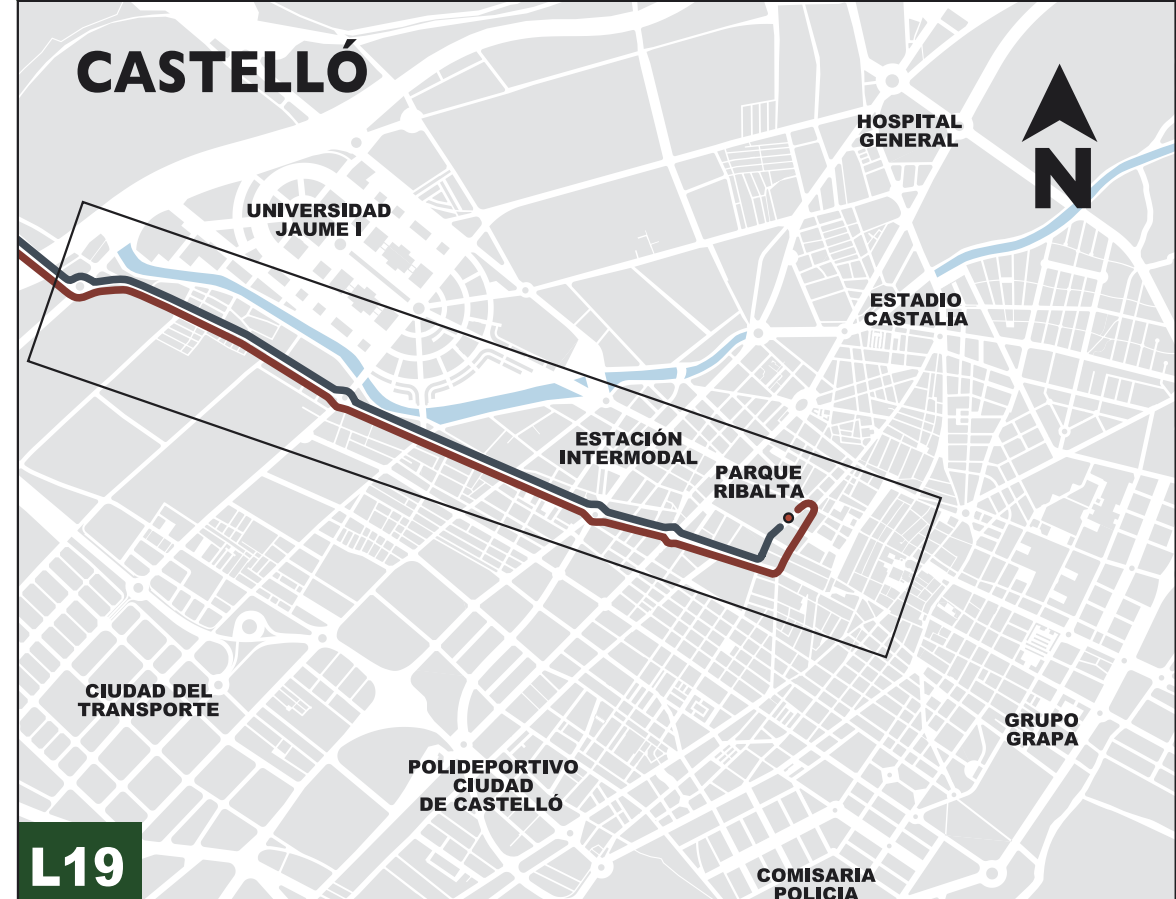 CASTELLÓ
HOSPITAL
GENERAL
N
UNIVERSIDAD
JAUME I
ESTADIO
CASTALIA
ESTACIÓN
INTERMODAL
PARQUE
RIBALTA
CIUDAD DEL
TRANSPORTE
GRUPO
GRAPA
POLIDEPORTIVO
CIUDAD
DE CASTELLÓ
L19
COMISARIA
POLICIA